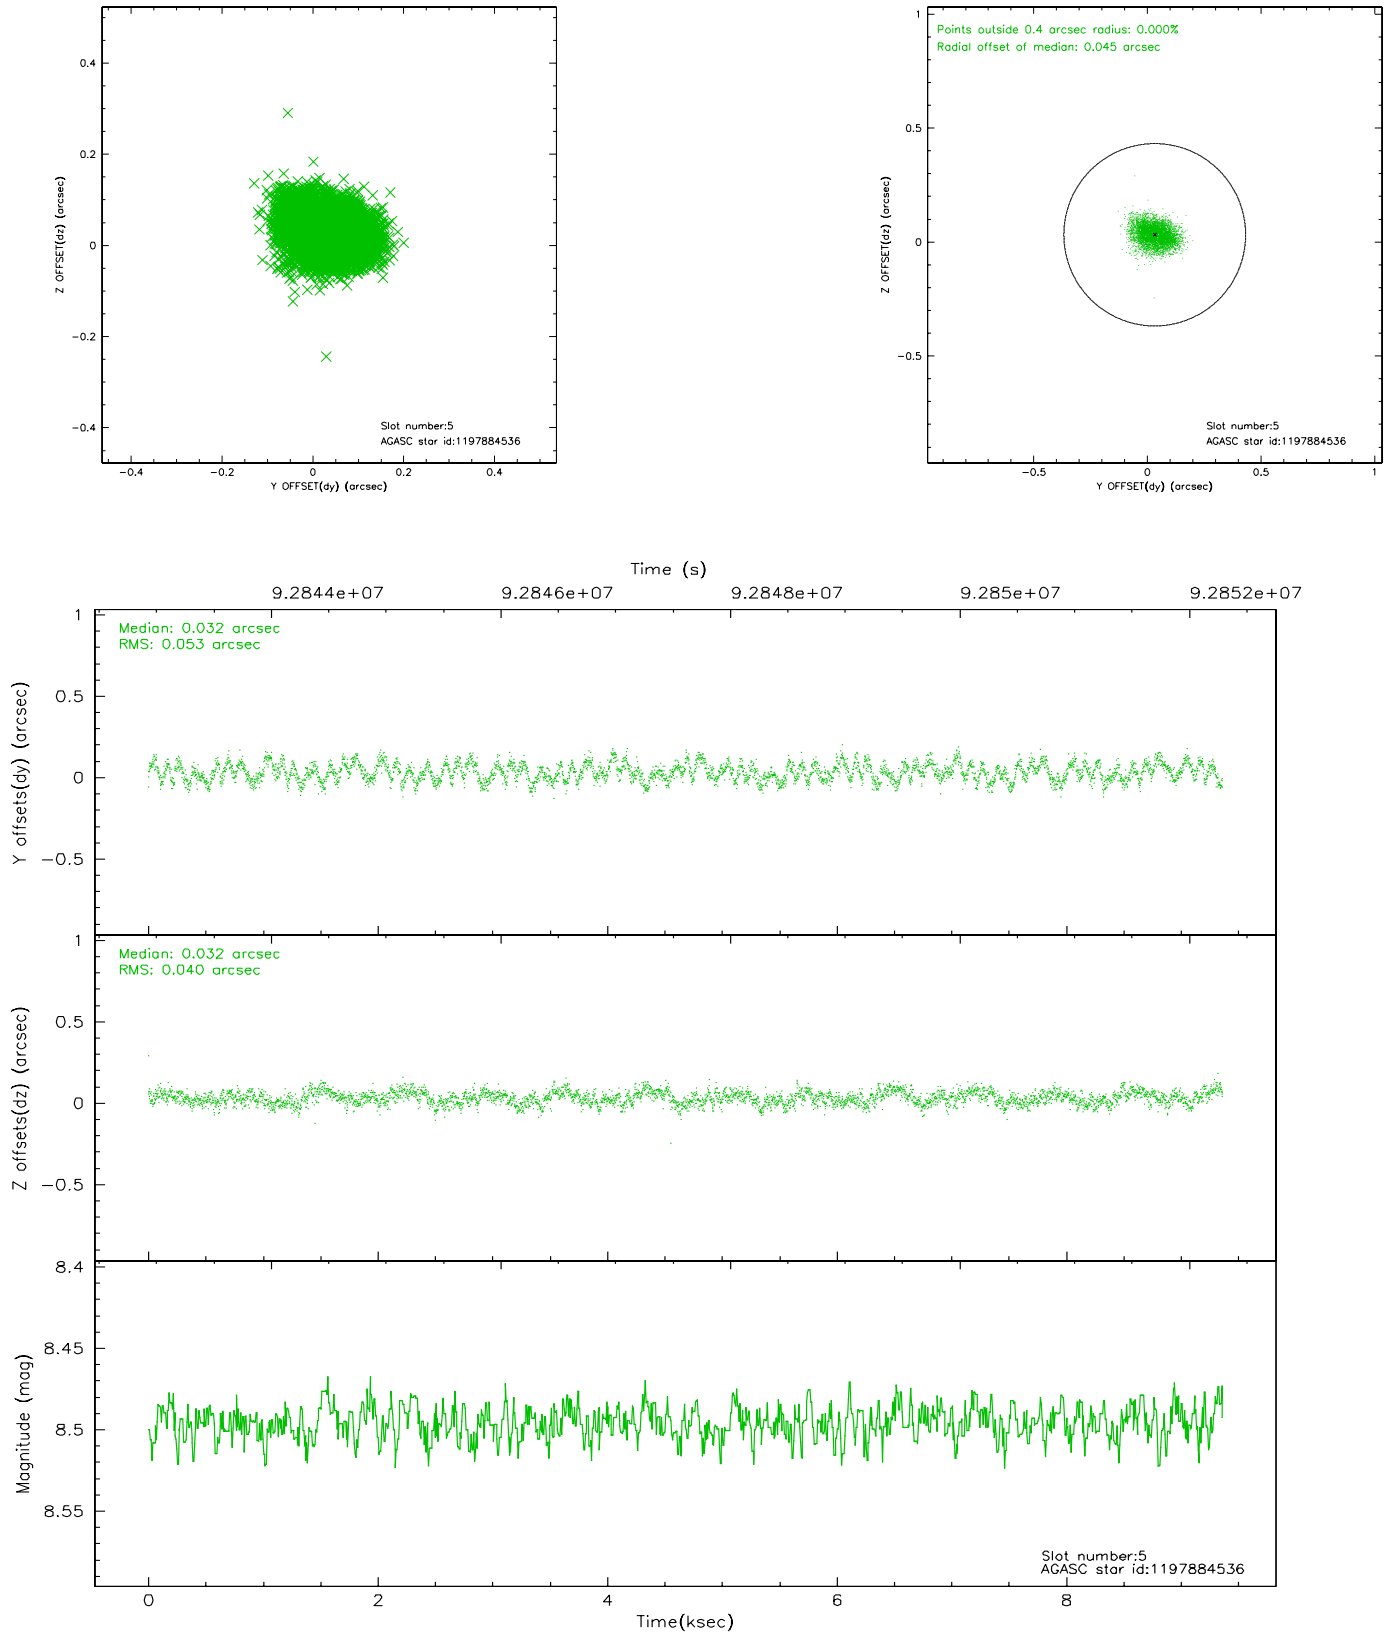 0.4
0.2
0
−0.2
−0.4
Z OFFSET(dz) (arcsec)
Slot number:5
AGASC star id:1197884536
−0.4 −0.2 0 0.2 0.4
Y OFFSET(dy) (arcsec)
Points outside 0.4 arcsec radius: 0.000%
Radial offset of median: 0.045 arcsec
1
0.5
0
−0.5
Z OFFSET(dz) (arcsec)
Slot number:5
AGASC star id:1197884536
−0.5 0 0.5 1
Y OFFSET(dy) (arcsec)
Time (s)
9.2844e+07 9.2846e+07 9.2848e+07 9.285e+07 9.2852e+07
Median: 0.032 arcsec
RMS: 0.053 arcsec
1
0.5
0
−0.5
Y offsets(dy) (arcsec)
Median: 0.032 arcsec
RMS: 0.040 arcsec
1
0.5
0
−0.5
Z offsets(dz) (arcsec)
8.4
8.45
8.5
8.55
Magnitude (mag)
Slot number:5
AGASC star id:1197884536
0 2 4 6 8
Time(ksec)